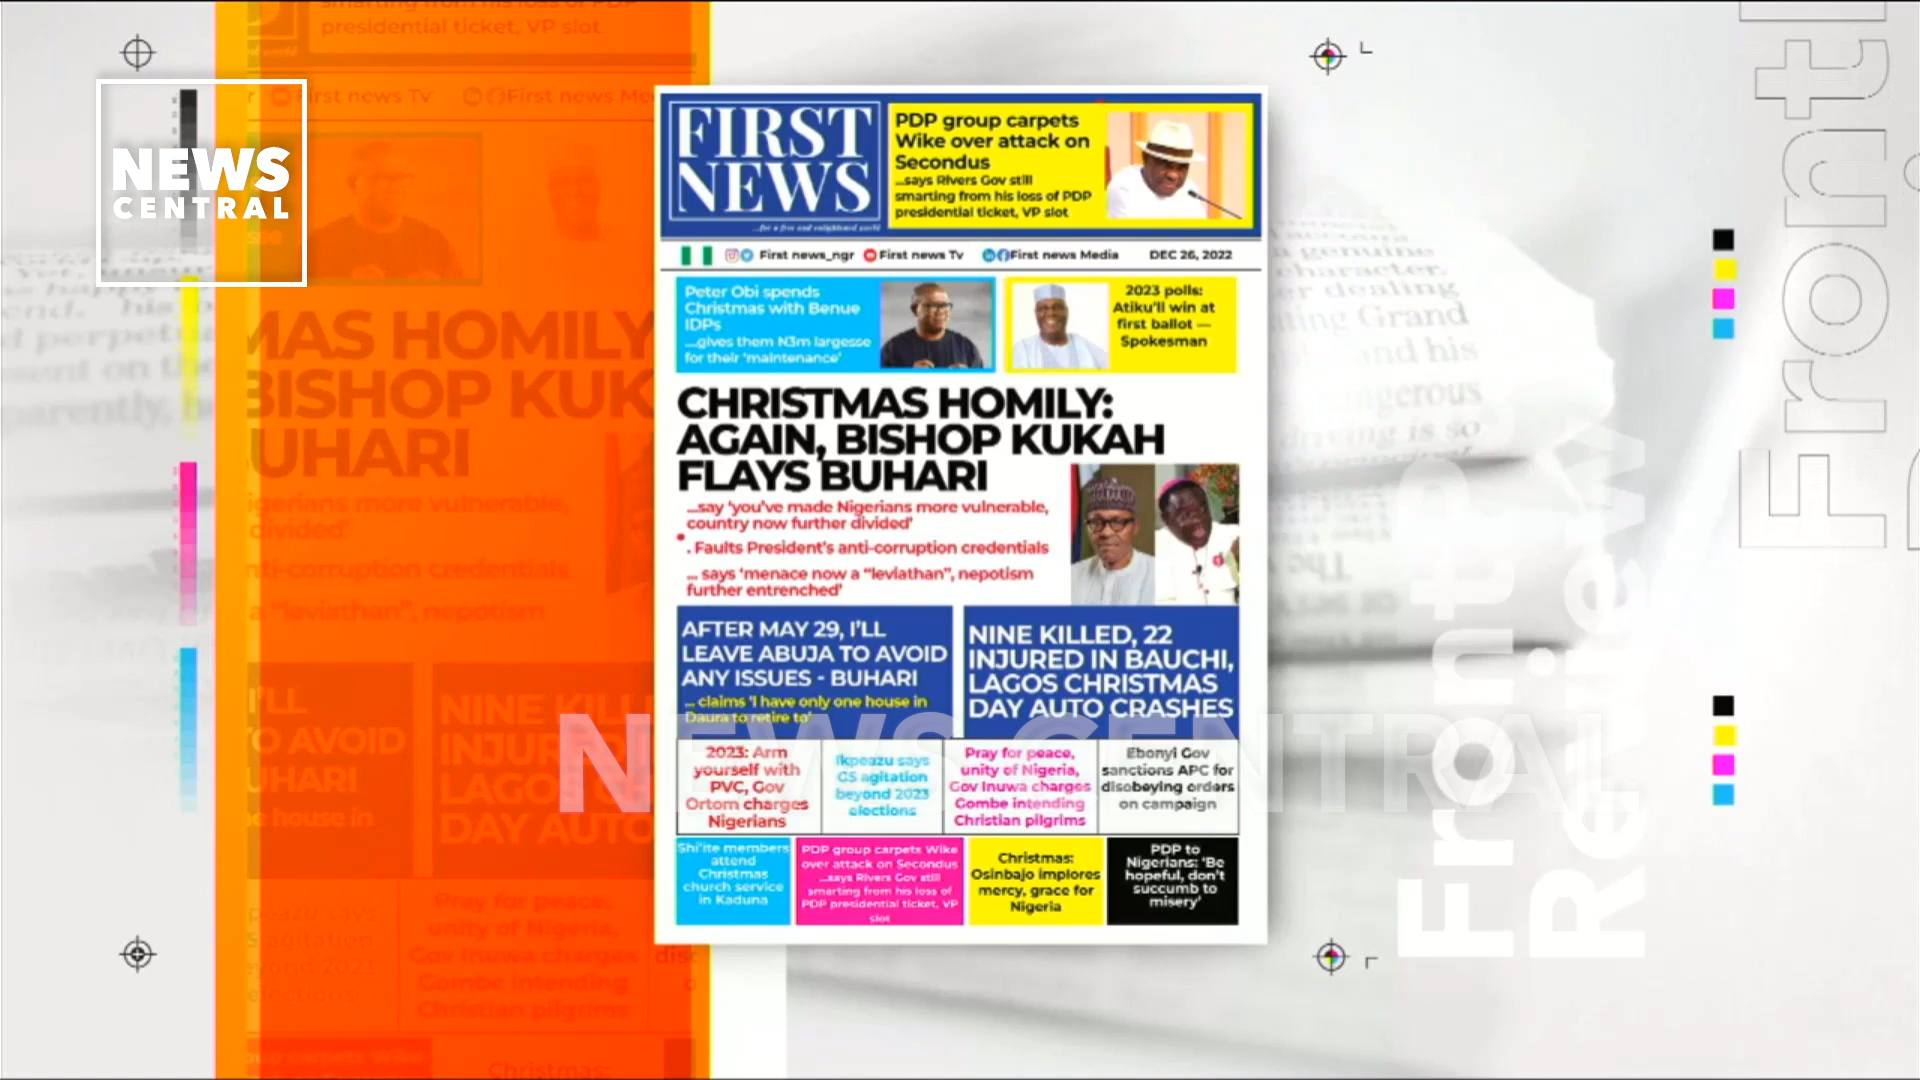 NEWS
CENTRAL
FIRST
NEWS
...for a free and enlightened world
PDP group carpets
Wike over attack on
Secondus
...says Rivers Gov still
smarting from his loss of PDP
presidential ticket, VP slot
First news_ngr
First news Tv
First news Media
DEC 26, 2022
Peter Obi spends
Christmas with Benue
IDPs
....gives them N3m largesse
for their 'maintenance'
2023 polls:
Atiku'll win at
first ballot —
Spokesman
CHRISTMAS HOMILY:
AGAIN, BISHOP KUKAH
FLAYS BUHARI
...say 'you've made Nigerians more vulnerable,
country now further divided'
. Faults President's anti-corruption credentials
... says 'menace now a "leviathan", nepotism
further entrenched'
AFTER MAY 29, I'LL
LEAVE ABUJA TO AVOID
ANY ISSUES - BUHARI
... claims 'I have only one house in
Daura to retire to'
NINE KILLED, 22
INJURED IN BAUCHI,
LAGOS CHRISTMAS
DAY AUTO CRASHES
2023: Arm
yourself with
PVC, Gov
Ortom charges
Nigerians
Ikpeazu says
G5 agitation
beyond 2023
elections
Pray for peace,
unity of Nigeria,
Gov Inuwa charges
Gombe intending
Christian pilgrims
Ebonyi Gov
sanctions APC for
disobeying orders
on campaign
Shi'ite members
attend
Christmas
church service
in Kaduna
PDP group carpets Wike
over attack on Secondus
...says Rivers Gov still
smarting from his loss of
PDP presidential ticket, VP
slot
Christmas:
Osinbajo implores
mercy, grace for
Nigeria
PDP to
Nigerians: 'Be
hopeful, don't
succumb to
misery'
NEWS CENTRAL
Front
Review
Front